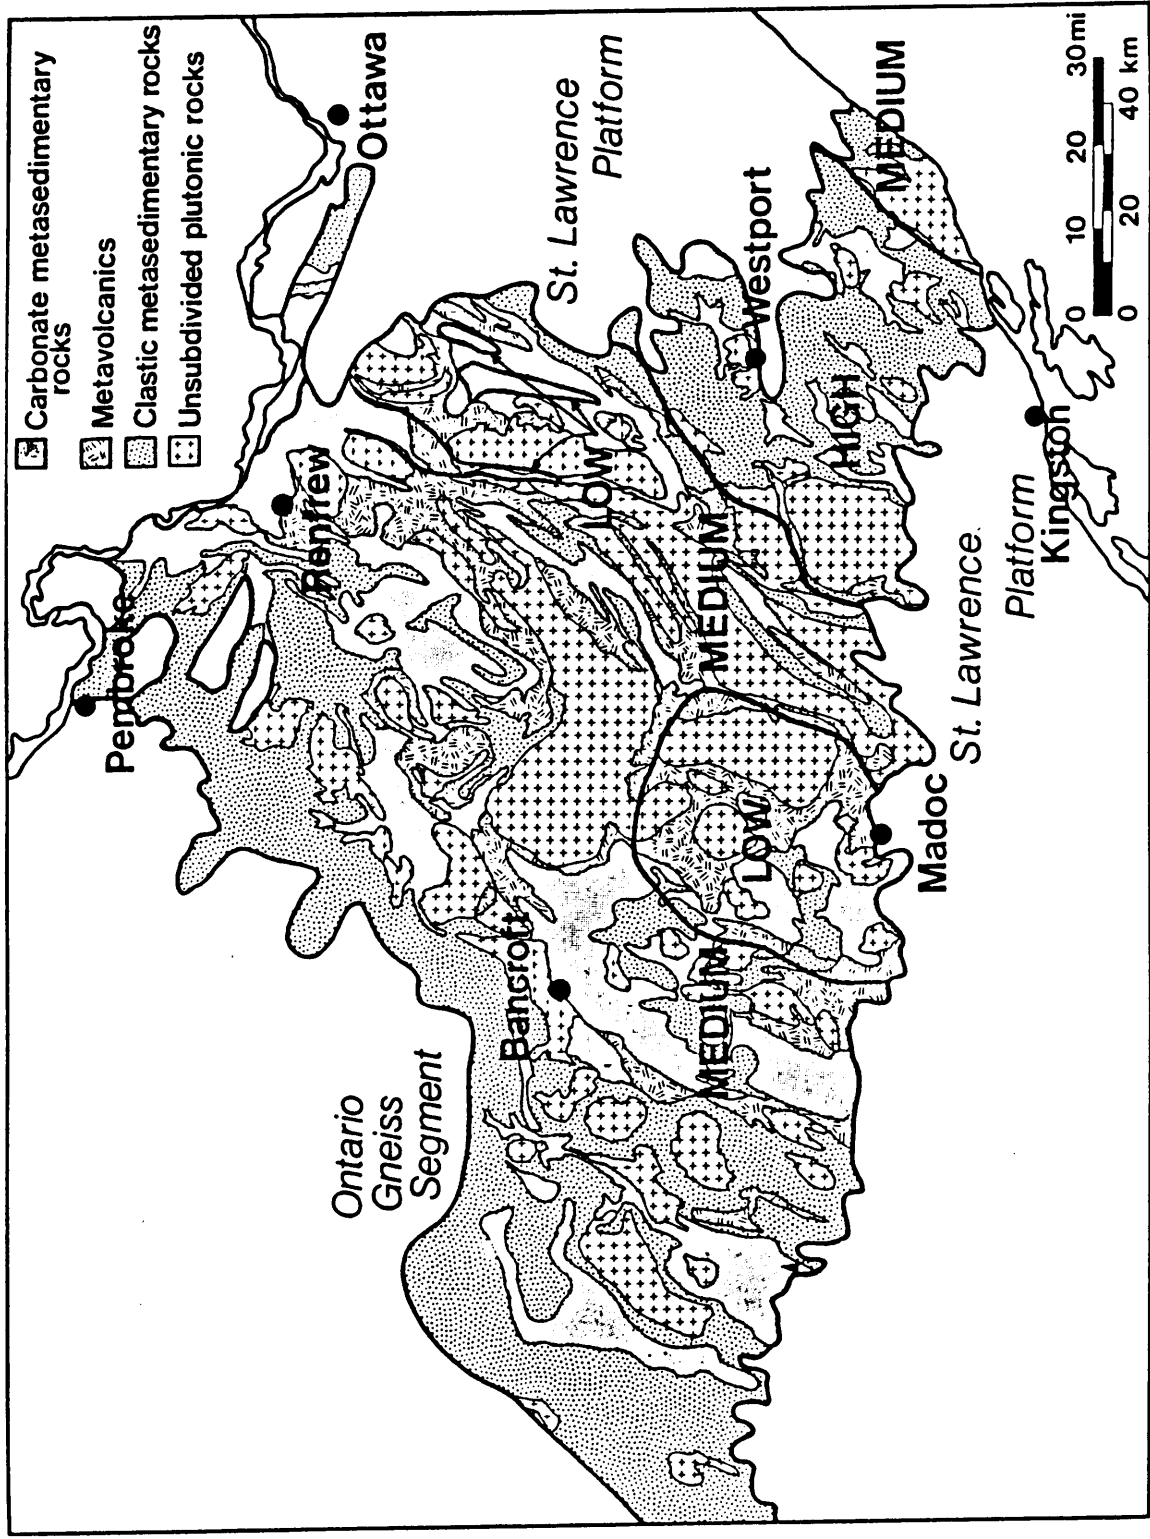 Carbonate metasedimentary
rocks
Metavolcanics
Clastic metasedimentary rocks
Unsubdivided plutonic rocks
Pembroke
Renfrew
Ottawa
Ontario
Gneiss
Segment
Bancroft
St. Lawrence
Platform
LOW
MEDIUM
MEDIUM
LOW
Westport
HIGH
MEDIUM
Madoc
St. Lawrence
Platform
Kingston
0 10 20 30 mi
0 20 40 km